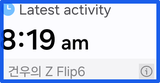 Latest activity
8:19 am
건우의 Z Flip6